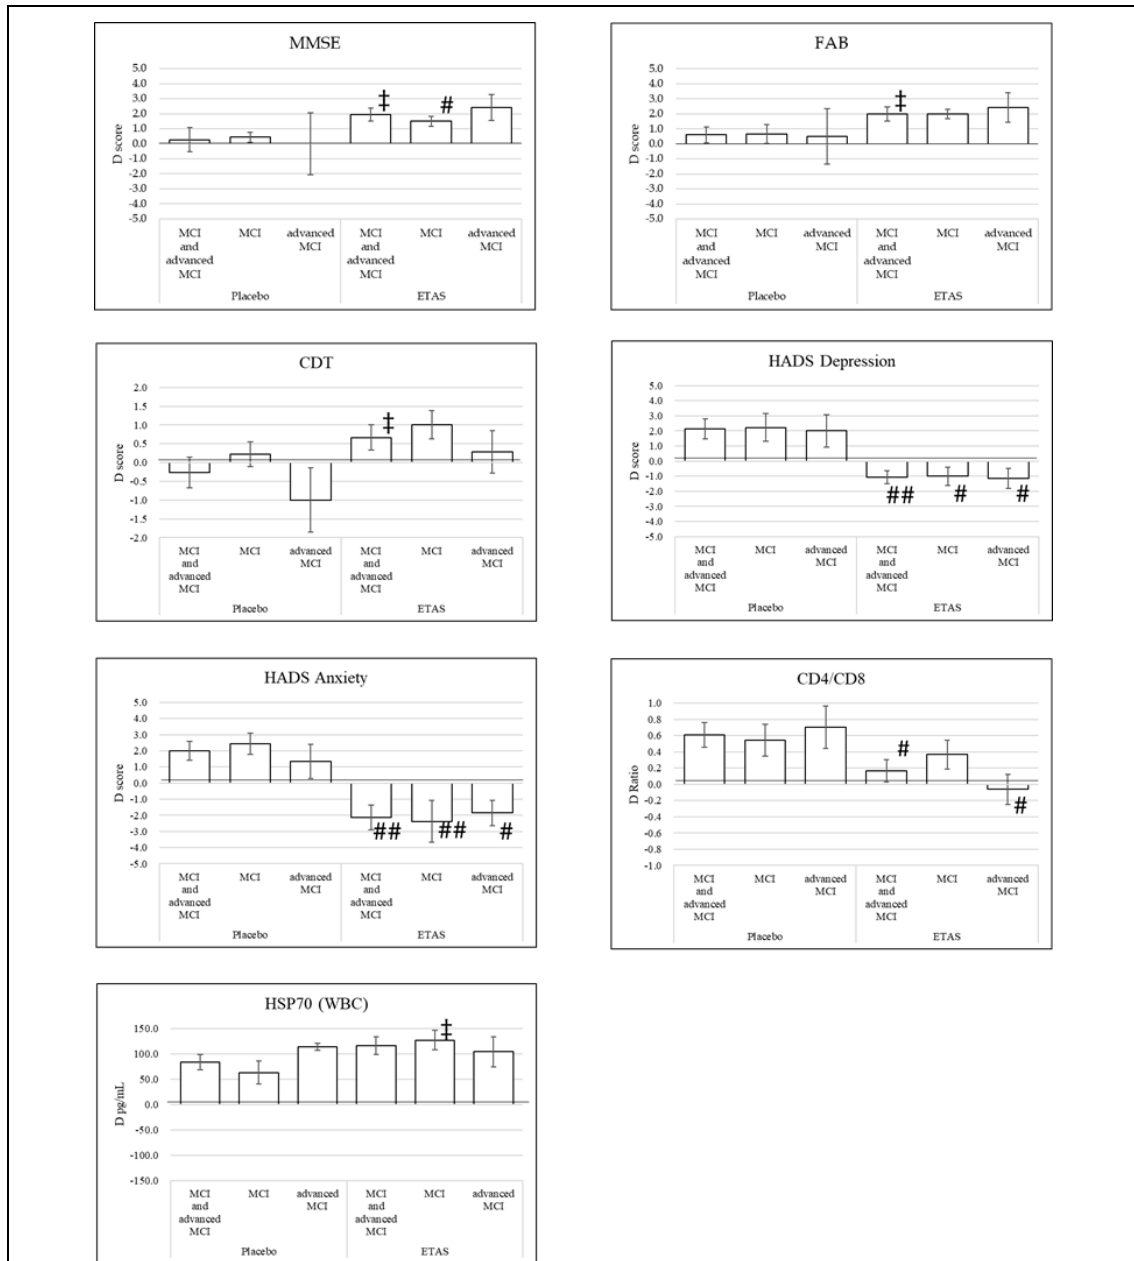 MMSE
D score
5.0
4.0
3.0
2.0
1.0
0.0
-1.0
-2.0
-3.0
-4.0
-5.0
‡
#
MCI and advanced MCI
MCI
advanced MCI
MCI and advanced MCI
MCI
advanced MCI
Placebo
ETAS
FAB
D score
5.0
4.0
3.0
2.0
1.0
0.0
-1.0
-2.0
-3.0
-4.0
-5.0
‡
MCI and advanced MCI
MCI
advanced MCI
MCI and advanced MCI
MCI
advanced MCI
Placebo
ETAS
CDT
D score
2.0
1.5
1.0
0.5
0.0
-0.5
-1.0
-1.5
-2.0
‡
MCI and advanced MCI
MCI
advanced MCI
MCI and advanced MCI
MCI
advanced MCI
Placebo
ETAS
HADS Depression
D score
5.0
4.0
3.0
2.0
1.0
0.0
-1.0
-2.0
-3.0
-4.0
-5.0
##
#
#
MCI and advanced MCI
MCI
advanced MCI
MCI and advanced MCI
MCI
advanced MCI
Placebo
ETAS
HADS Anxiety
D score
5.0
4.0
3.0
2.0
1.0
0.0
-1.0
-2.0
-3.0
-4.0
-5.0
##
##
#
MCI and advanced MCI
MCI
advanced MCI
MCI and advanced MCI
MCI
advanced MCI
Placebo
ETAS
CD4/CD8
D Ratio
1.0
0.8
0.6
0.4
0.2
0.0
-0.2
-0.4
-0.6
-0.8
-1.0
#
#
MCI and advanced MCI
MCI
advanced MCI
MCI and advanced MCI
MCI
advanced MCI
Placebo
ETAS
HSP70 (WBC)
D pg/mL
150.0
100.0
50.0
0.0
-50.0
-100.0
-150.0
‡
MCI and advanced MCI
MCI
advanced MCI
MCI and advanced MCI
MCI
advanced MCI
Placebo
ETAS